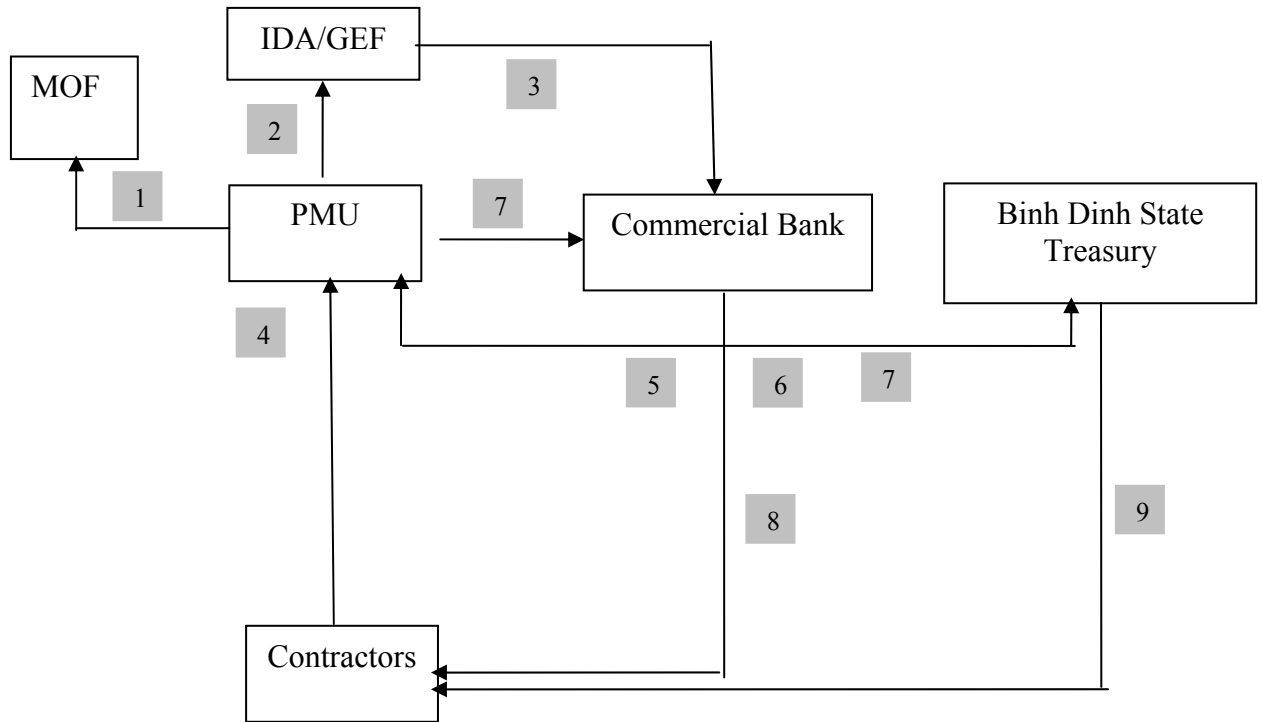 IDA/GEF
MOF
3
2
1
PMU
7
Commercial Bank
Binh Dinh State
Treasury
4
5
6
7
8
9
Contractors